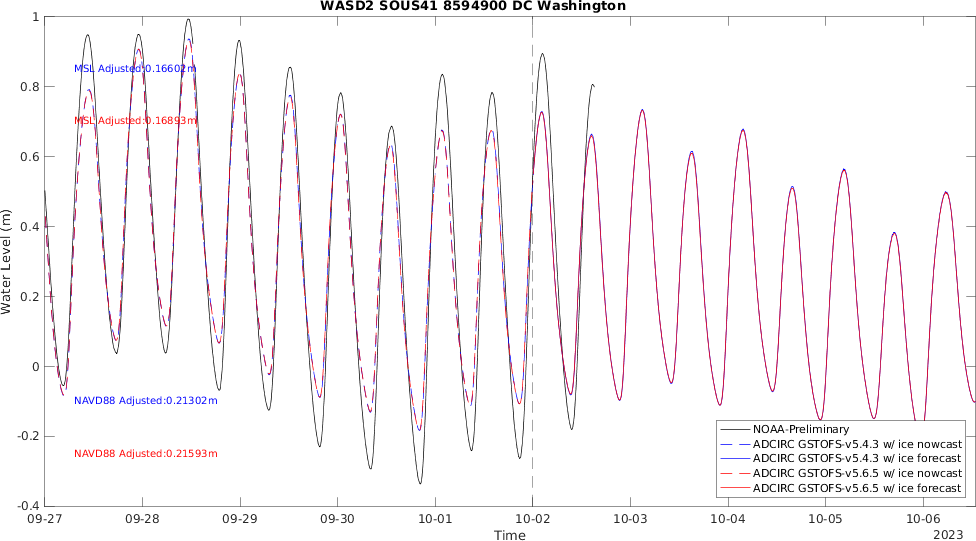 WASD2 SOUS41 8594900 DC Washington
1
0.8
0.6
0.4
0.2
0
-0.2
-0.4
Water Level (m)
MSL Adjusted:0.16602m
MSL Adjusted:0.16893m
NAVD88 Adjusted:0.21302m
NAVD88 Adjusted:0.21593m
NOAA-Preliminary
ADCIRC GSTOFS-v5.4.3 w/ ice nowcast
ADCIRC GSTOFS-v5.4.3 w/ ice forecast
ADCIRC GSTOFS-v5.6.5 w/ ice nowcast
ADCIRC GSTOFS-v5.6.5 w/ ice forecast
09-27 09-28 09-29 09-30 10-01 10-02 10-03 10-04 10-05 10-06
Time
2023